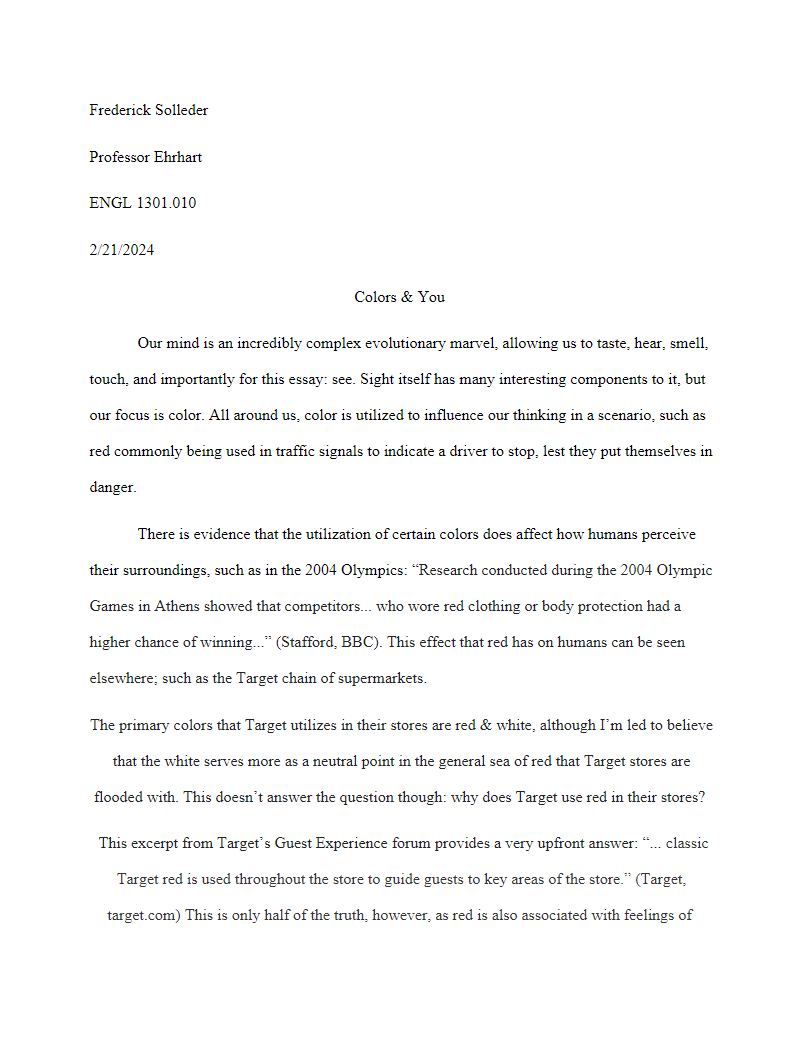 Frederick Solleder
Professor Ehrhart
ENGL 1301.010
2/21/2024
Colors & You
Our mind is an incredibly complex evolutionary marvel, allowing us to taste, hear, smell,
touch, and importantly for this essay: see. Sight itself has many interesting components to it, but
our focus is color. All around us, color is utilized to influence our thinking in a scenario, such as
red commonly being used in traffic signals to indicate a driver to stop, lest they put themselves in
danger.
There is evidence that the utilization of certain colors does affect how humans perceive
their surroundings, such as in the 2004 Olympics: “Research conducted during the 2004 Olympic
Games in Athens showed that competitors... who wore red clothing or body protection had a
higher chance of winning...” (Stafford, BBC). This effect that red has on humans can be seen
elsewhere; such as the Target chain of supermarkets.
The primary colors that Target utilizes in their stores are red & white, although I’m led to believe
that the white serves more as a neutral point in the general sea of red that Target stores are
flooded with. This doesn’t answer the question though: why does Target use red in their stores?
This excerpt from Target’s Guest Experience forum provides a very upfront answer: “... classic
Target red is used throughout the store to guide guests to key areas of the store.” (Target,
target.com) This is only half of the truth, however, as red is also associated with feelings of